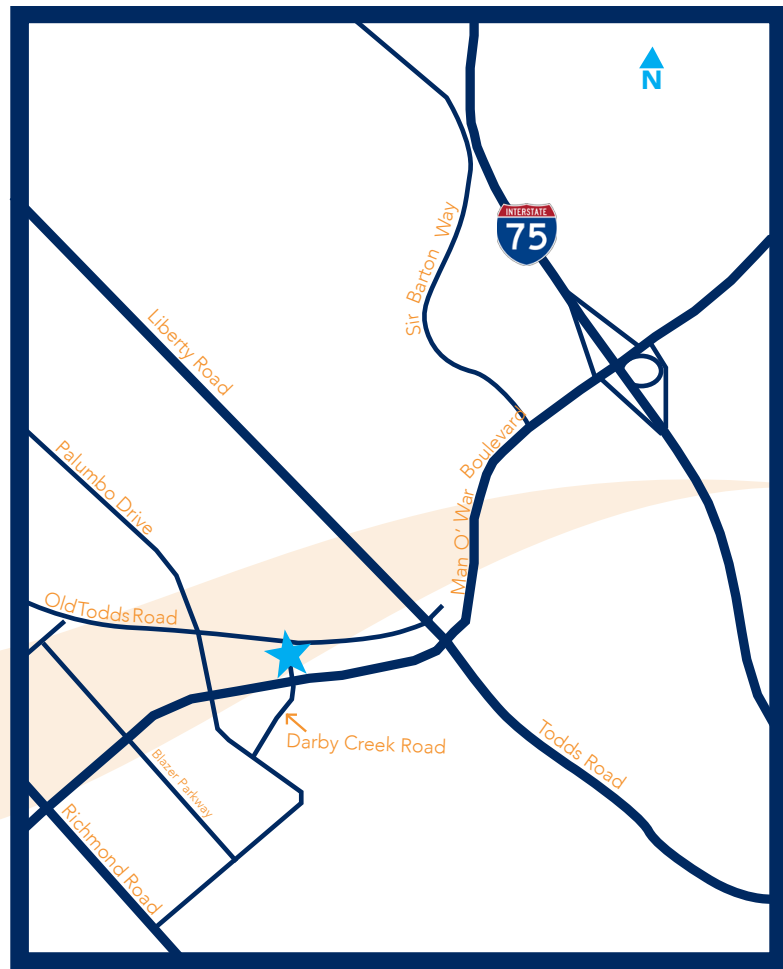 N
INTERSTATE
75
Sir Barton Way
Liberty Road
Man O' War Boulevard
Palumbo Drive
Old Todds Road
Darby Creek Road
Todds Road
Blazer Parkway
Richmond Road